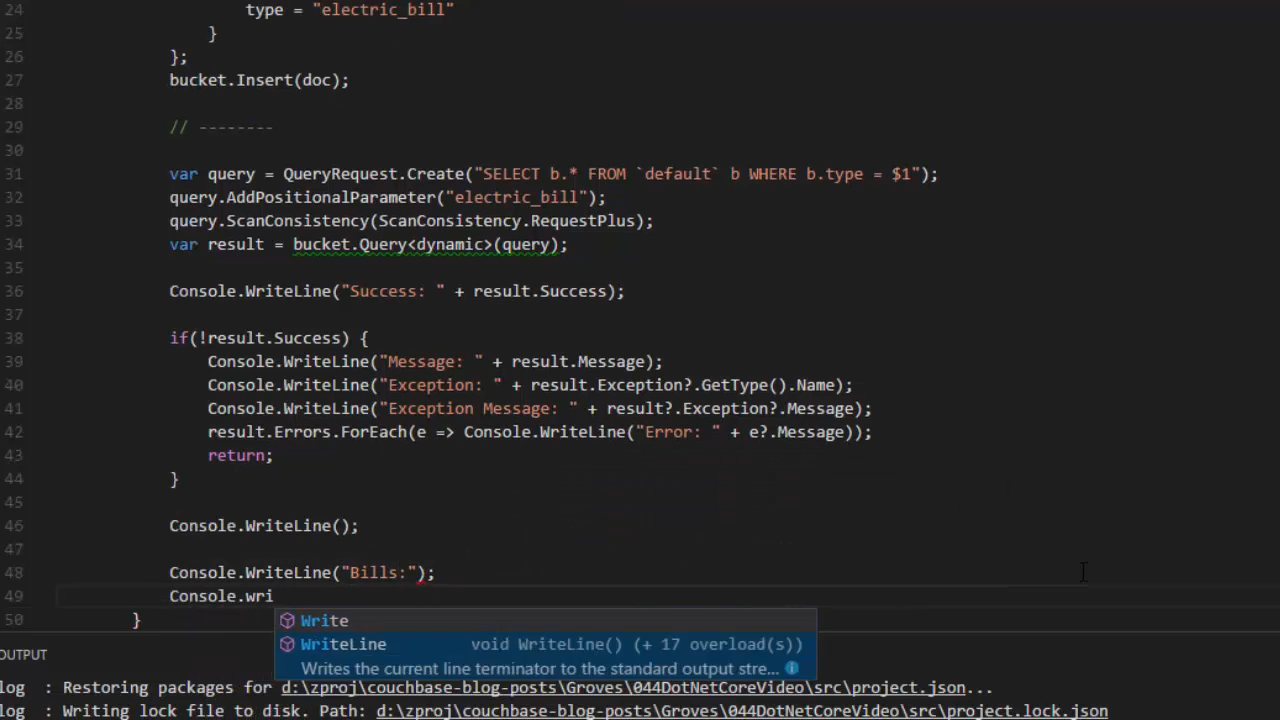 24 type = "electric_bill"
25 }
26 };
27 bucket.Insert(doc);
28
29 // --------
30
31 var query = QueryRequest.Create("SELECT b.* FROM `default` b WHERE b.type = $1");
32 query.AddPositionalParameter("electric_bill");
33 query.ScanConsistency(ScanConsistency.RequestPlus);
34 var result = bucket.Query<dynamic>(query);
35
36 Console.WriteLine("Success: " + result.Success);
37
38 if(!result.Success) {
39 Console.WriteLine("Message: " + result.Message);
40 Console.WriteLine("Exception: " + result.Exception?.GetType().Name);
41 Console.WriteLine("Exception Message: " + result?.Exception?.Message);
42 result.Errors.ForEach(e => Console.WriteLine("Error: " + e?.Message));
43 return;
44 }
45
46 Console.WriteLine();
47
48 Console.WriteLine("Bills:");
49 Console.wri
50 }
Write
WriteLine void WriteLine() (+ 17 overload(s))
Writes the current line terminator to the standard output stre...
OUTPUT
log : Restoring packages for d:\zproj\couchbase-blog-posts\Groves\044DotNetCoreVideo\src\project.json...
log : Writing lock file to disk. Path: d:\zproj\couchbase-blog-posts\Groves\044DotNetCoreVideo\src\project.lock.json